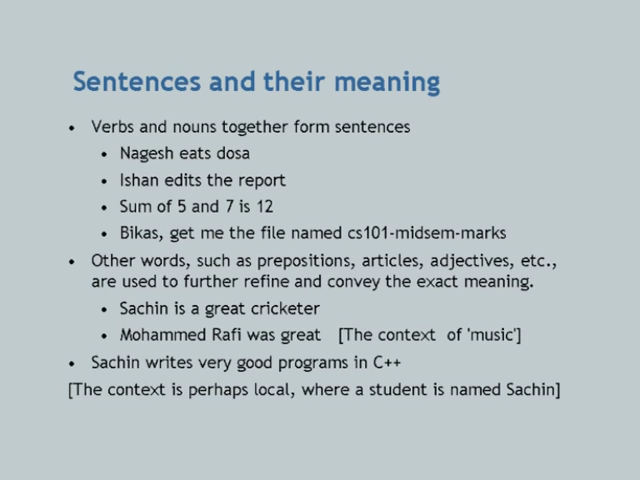 Sentences and their meaning
• Verbs and nouns together form sentences
• Nagesh eats dosa
• Ishan edits the report
• Sum of 5 and 7 is 12
• Bikas, get me the file named cs101-midsem-marks
• Other words, such as prepositions, articles, adjectives, etc.,
are used to further refine and convey the exact meaning.
• Sachin is a great cricketer
• Mohammed Rafi was great [The context of 'music']
• Sachin writes very good programs in C++
[The context is perhaps local, where a student is named Sachin]